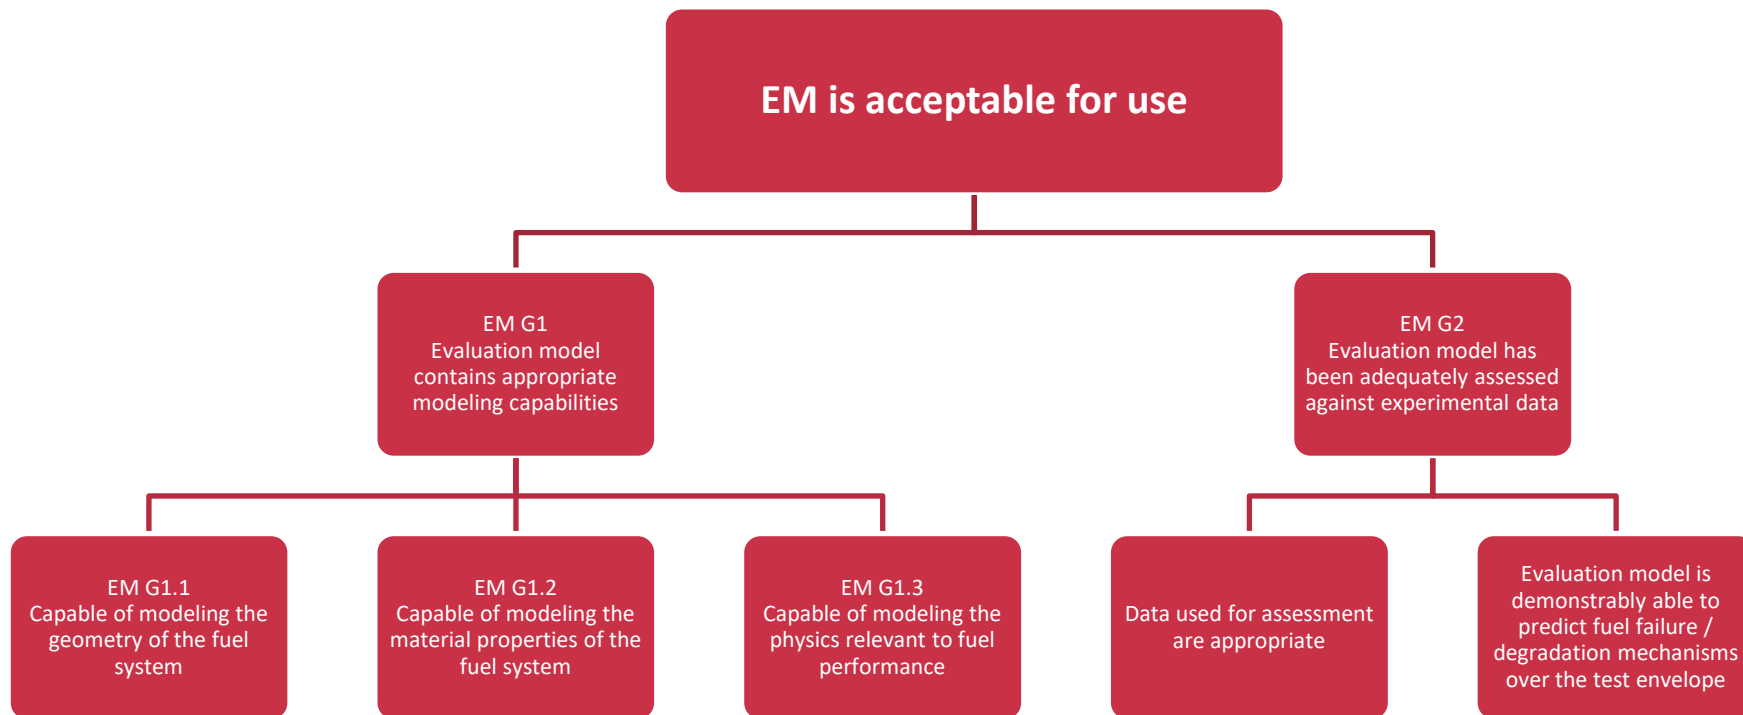 EM is acceptable for use
EM G1
Evaluation model
contains appropriate
modeling capabilities
EM G2
Evaluation model has
been adequately assessed
against experimental data
EM G1.1
Capable of modeling the
geometry of the fuel
system
EM G1.2
Capable of modeling the
material properties of the
fuel system
EM G1.3
Capable of modeling the
physics relevant to fuel
performance
Data used for assessment
are appropriate
Evaluation model is
demonstrably able to
predict fuel failure /
degradation mechanisms
over the test envelope